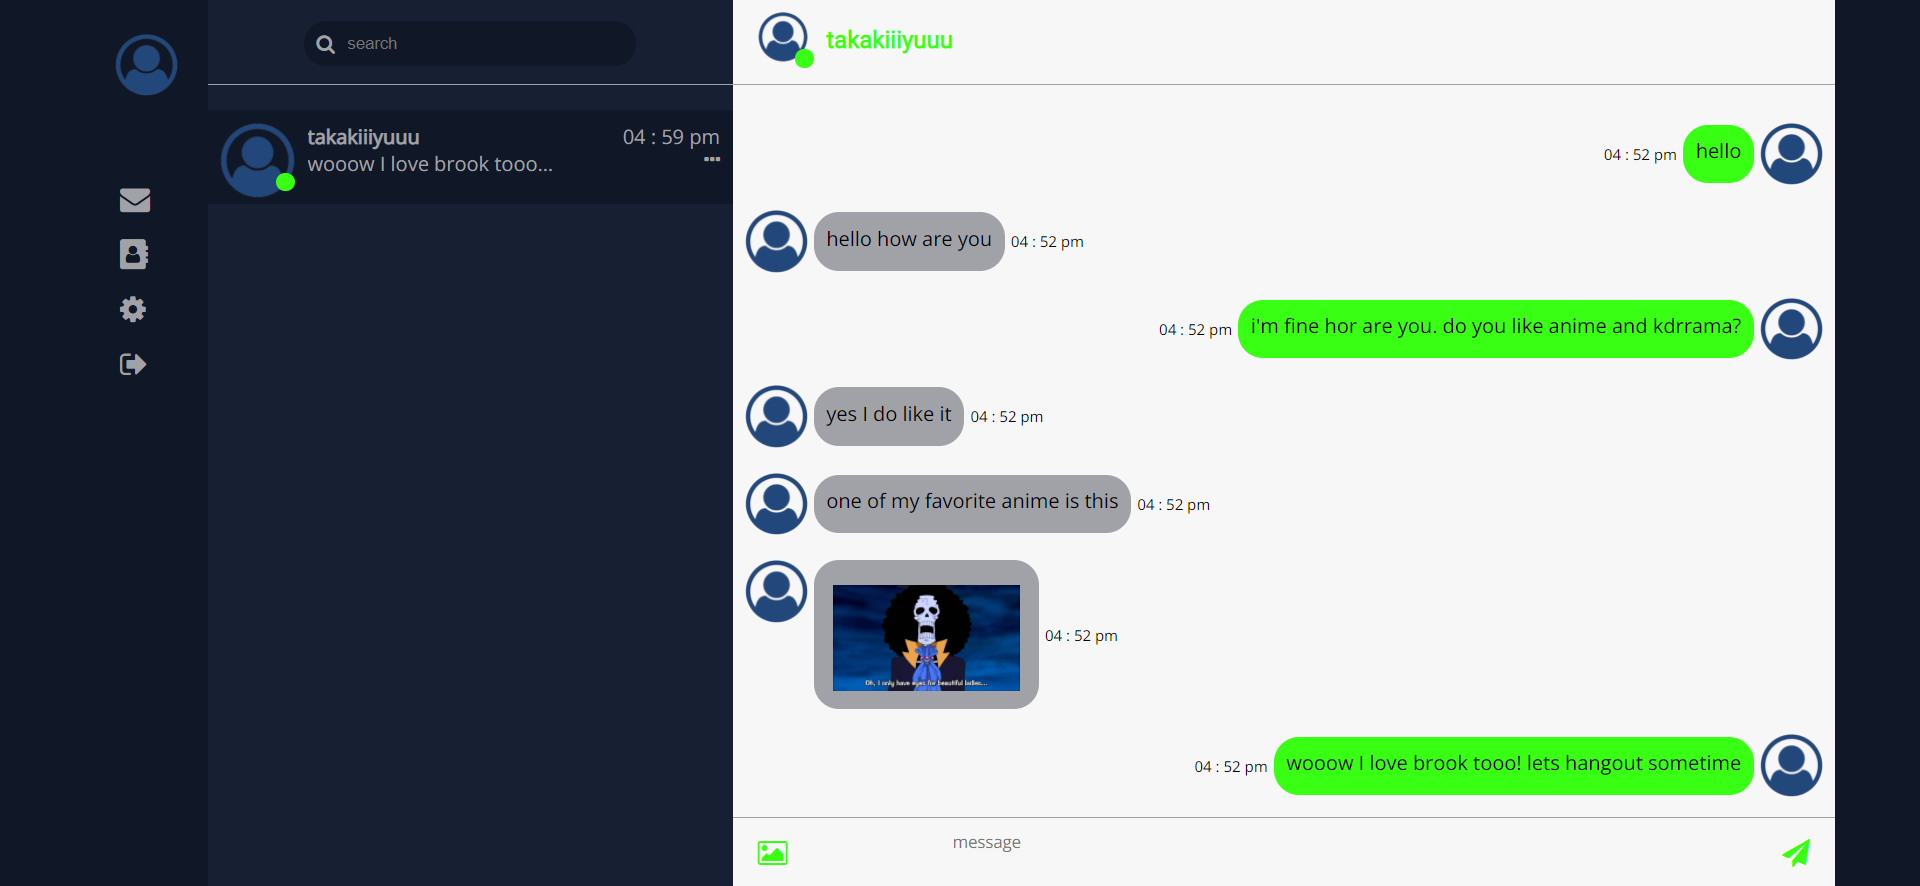 search
takakiiiyuuu
04 : 59 pm
wooow I love brook tooo...
takakiiiyuuu
04 : 52 pm
hello
hello how are you
04 : 52 pm
04 : 52 pm
i'm fine hor are you. do you like anime and kdrrama?
yes I do like it
04 : 52 pm
one of my favorite anime is this
04 : 52 pm
Oh, I only have eyes for beautiful ladies...
04 : 52 pm
04 : 52 pm
wooow I love brook tooo! lets hangout sometime
message